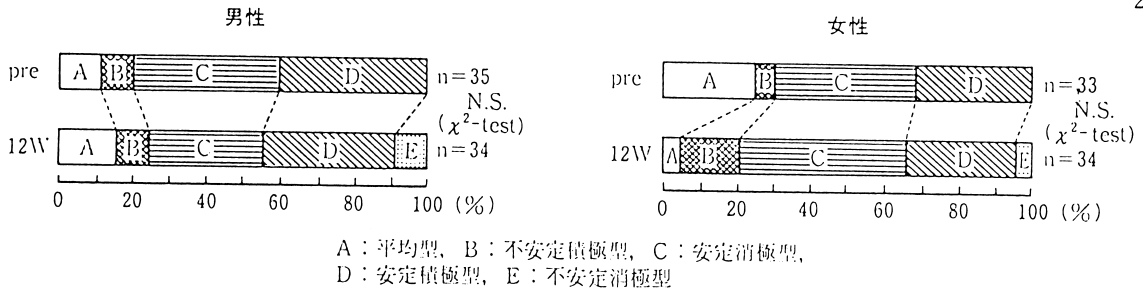 男性
pre A B C D n=35
N.S.
(χ²-test)
12W A B C D E n=34
0 20 40 60 80 100 (%)
女性
pre A B C D n=33
N.S.
(χ²-test)
12W A B C D E n=34
0 20 40 60 80 100 (%)
A：平均型, B：不安定積極型, C：安定消極型,
D：安定積極型, E：不安定消極型